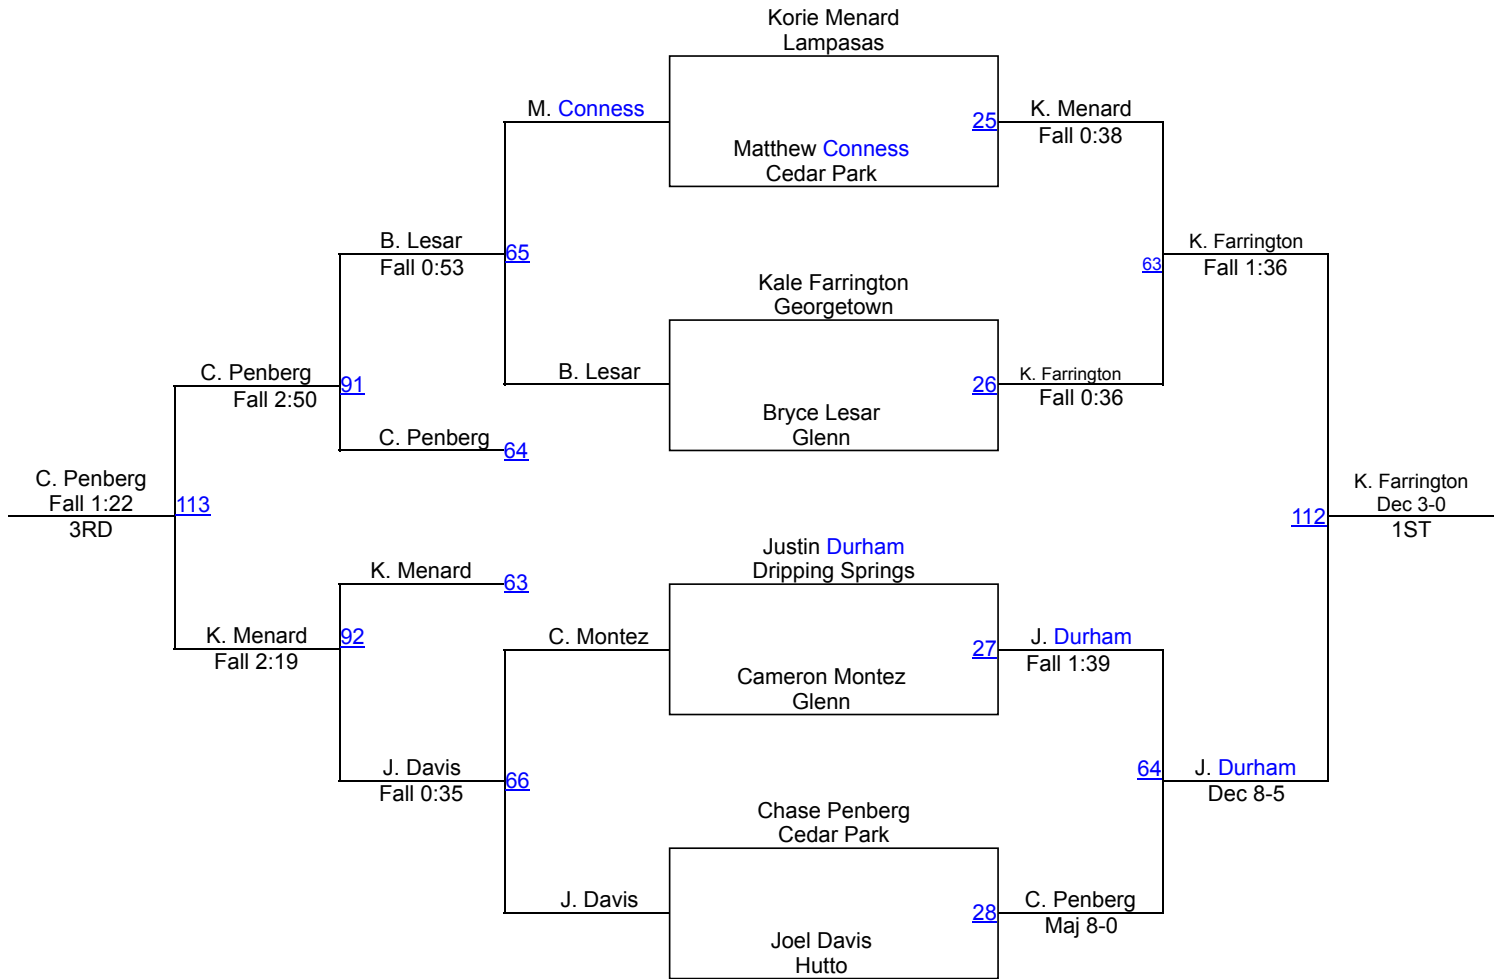 Korie Menard
Lampasas
M. Conness
25
K. Menard
Fall 0:38
Matthew Conness
Cedar Park
B. Lesar
Fall 0:53
65
63
K. Farrington
Fall 1:36
Kale Farrington
Georgetown
B. Lesar
26
K. Farrington
Fall 0:36
C. Penberg
Fall 2:50
91
Bryce Lesar
Glenn
C. Penberg
64
C. Penberg
Fall 1:22
3RD
113
112
K. Farrington
Dec 3-0
1ST
Justin Durham
Dripping Springs
K. Menard
63
K. Menard
Fall 2:19
92
C. Montez
27
J. Durham
Fall 1:39
Cameron Montez
Glenn
J. Davis
Fall 0:35
66
64
J. Durham
Dec 8-5
Chase Penberg
Cedar Park
J. Davis
28
C. Penberg
Maj 8-0
Joel Davis
Hutto